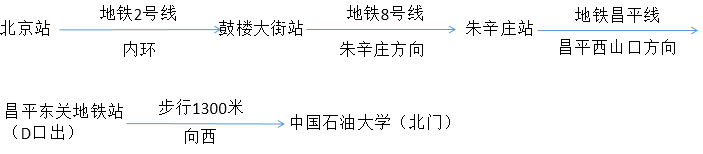 北京站
地铁2号线
内环
鼓楼大街站
地铁8号线
朱辛庄方向
朱辛庄站
地铁昌平线
昌平西山口方向
昌平东关地铁站
（D口出）
步行1300米
向西
中国石油大学（北门）